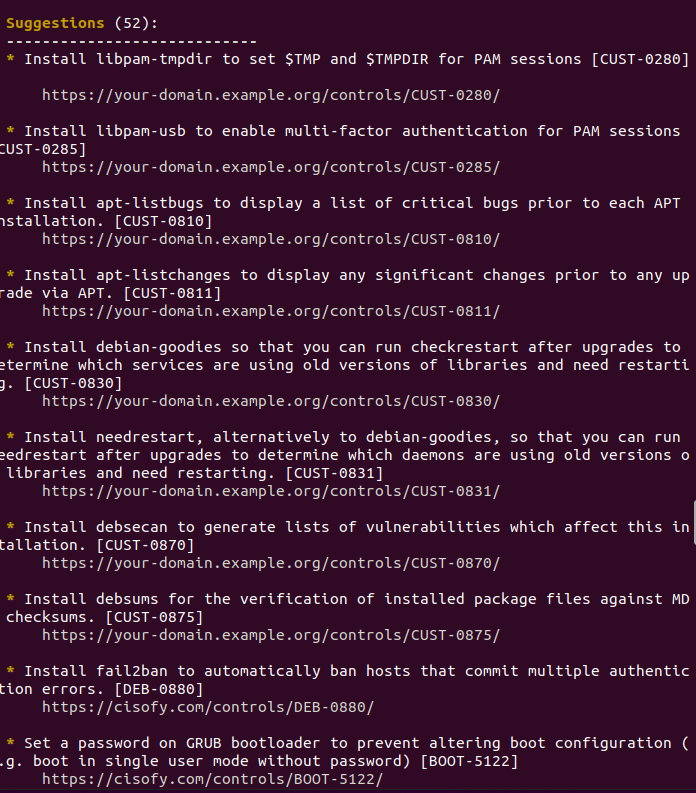 Suggestions (52):
----------------------------
* Install libpam-tmpdir to set $TMP and $TMPDIR for PAM sessions [CUST-0280]
https://your-domain.example.org/controls/CUST-0280/
* Install libpam-usb to enable multi-factor authentication for PAM sessions
CUST-0285]
https://your-domain.example.org/controls/CUST-0285/
* Install apt-listbugs to display a list of critical bugs prior to each APT
nstallation. [CUST-0810]
https://your-domain.example.org/controls/CUST-0810/
* Install apt-listchanges to display any significant changes prior to any up
rade via APT. [CUST-0811]
https://your-domain.example.org/controls/CUST-0811/
* Install debian-goodies so that you can run checkrestart after upgrades to
etermine which services are using old versions of libraries and need restarti
g. [CUST-0830]
https://your-domain.example.org/controls/CUST-0830/
* Install needrestart, alternatively to debian-goodies, so that you can run
eedrestart after upgrades to determine which daemons are using old versions o
libraries and need restarting. [CUST-0831]
https://your-domain.example.org/controls/CUST-0831/
* Install debsecan to generate lists of vulnerabilities which affect this in
tallation. [CUST-0870]
https://your-domain.example.org/controls/CUST-0870/
* Install debsums for the verification of installed package files against MD
checksums. [CUST-0875]
https://your-domain.example.org/controls/CUST-0875/
* Install fail2ban to automatically ban hosts that commit multiple authentic
tion errors. [DEB-0880]
https://cisofy.com/controls/DEB-0880/
* Set a password on GRUB bootloader to prevent altering boot configuration (
.g. boot in single user mode without password) [BOOT-5122]
https://cisofy.com/controls/BOOT-5122/